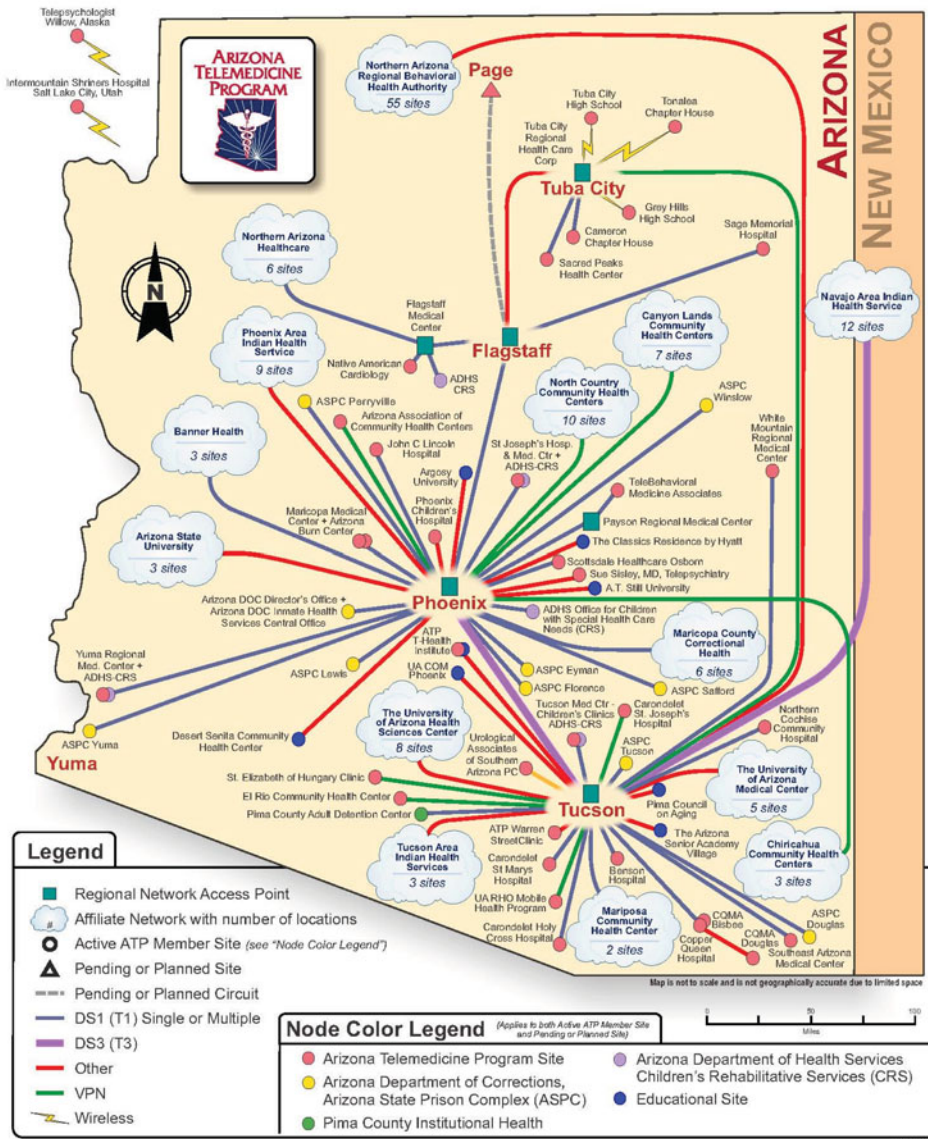 Telepsychologist
Willow, Alaska
Intermountain Shriners Hospital
Salt Lake City, Utah
ARIZONA
TELEMEDICINE
PROGRAM
Northern Arizona
Regional Behavioral
Health Authority
55 sites
Page
Tuba City
High School
Tonalea
Chapter House
Tuba City
Regional
Health Care
Corp
Tuba City
Grey Hills
High School
Cameron
Chapter House
Sacred Peaks
Health Center
Sage Memorial
Hospital
ARIZONA
NEW MEXICO
Northern Arizona
Healthcare
6 sites
N
Navajo Area Indian
Health Service
12 sites
Flagstaff
Medical
Center
Flagstaff
Canyon Lands
Community
Health Centers
7 sites
Phoenix Area
Indian Health
Sertvice
9 sites
Native American
Cardiology
ADHS
CRS
North Country
Community Health
Centers
10 sites
ASPC
Winslow
White
Mountain
Regional
Medical
Center
ASPC Perryville
Arizona Association of
Community Health Centers
John C Lincoln
Hospital
Banner Health
3 sites
St Joseph's Hosp.
& Med. Ctr +
ADHS-CRS
Argosy
University
TeleBehavioral
Medicine Associates
Phoenix
Children's
Hospital
Maricopa Medical
Center + Arizona
Burn Center
Payson Regional Medical Center
The Classics Residence by Hyatt
Arizona State
University
3 sites
Scottsdale Healthcare Osborn
Sue Sisley, MD, Telepsychiatry
A.T. Still University
Phoenix
Arizona DOC Director's Office +
Arizona DOC Inmate Health
Services Central Office
ADHS Office for Children
with Special Health Care
Needs (CRS)
Maricopa County
Correctional
Health
6 sites
Yuma Regional
Med. Center +
ADHS-CRS
ATP
T-Health
Institute
UA COM
Phoenix
ASPC Lewis
ASPC Eyman
ASPC Florence
ASPC Safford
ASPC Yuma
Yuma
Desert Senita Community
Health Center
The University
of Arizona Health
Sciences Center
8 sites
Urological
Associates
of Southern
Arizona PC
Tucson Med Ctr -
Children's Clinics
ADHS-CRS
Carondelet
St. Joseph's
Hospital
ASPC
Tucson
Northern
Cochise
Community
Hospital
St. Elizabeth of Hungary Clinic
El Rio Community Health Center
Pima County Adult Detention Center
Tucson
The University
of Arizona
Medical Center
5 sites
Pima Council
on Aging
The Arizona
Senior Academy
Village
Tucson Area
Indian Health
Services
3 sites
ATP Warren
StreetClinic
Carondelet
St Marys
Hospital
UA RHO Mobile
Health Program
Carondelet Holy
Cross Hospital
Benson
Hospital
Mariposa
Community
Health Center
2 sites
Chiricahua
Community Health
Centers
3 sites
CQMA
Bisbee
Copper
Queen
Hospital
CQMA
Douglas
ASPC
Douglas
Southeast Arizona
Medical Center
Map is not to scale and is not geographically accurate due to limited space
Legend
Regional Network Access Point
# Affiliate Network with number of locations
Active ATP Member Site (see "Node Color Legend")
Pending or Planned Site
Pending or Planned Circuit
DS1 (T1) Single or Multiple
DS3 (T3)
Other
VPN
Wireless
0 50 100
Miles
Node Color Legend (Applies to both Active ATP Member Site
and Pending or Planned Site)
Arizona Telemedicine Program Site
Arizona Department of Corrections,
Arizona State Prison Complex (ASPC)
Pima County Institutional Health
Arizona Department of Health Services
Children's Rehabilitative Services (CRS)
Educational Site